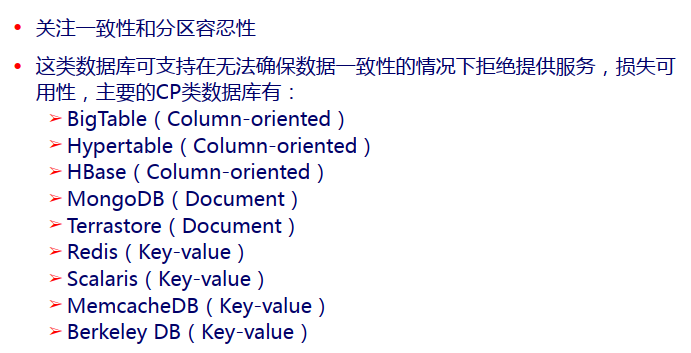 • 关注一致性和分区容忍性
• 这类数据库可支持在无法确保数据一致性的情况下拒绝提供服务，损失可
用性，主要的CP类数据库有：
➢ BigTable（Column-oriented）
➢ Hypertable（Column-oriented）
➢ HBase（Column-oriented）
➢ MongoDB（Document）
➢ Terrastore（Document）
➢ Redis（Key-value）
➢ Scalaris（Key-value）
➢ MemcacheDB（Key-value）
➢ Berkeley DB（Key-value）